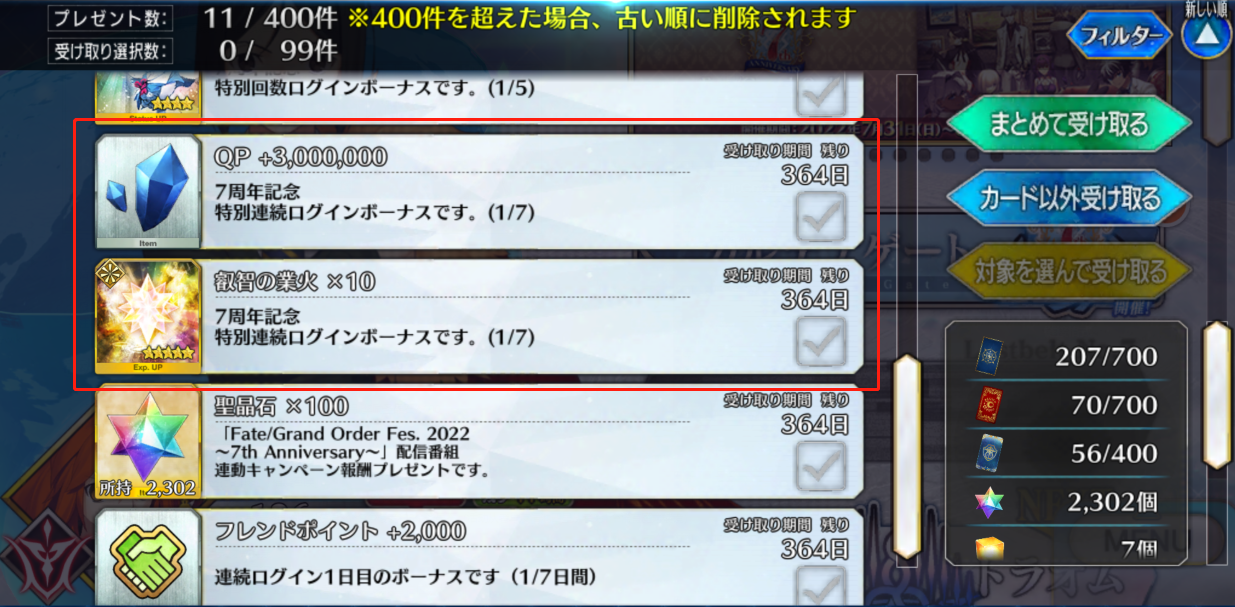 プレゼント数:
11 / 400件 ※400件を超えた場合、古い順に削除されます
受け取り選択数:
0 / 99件
フィルター
新しい順
特別回数ログインボーナスです。(1/5)
まとめて受け取る
カード以外受け取る
対象を選んで受け取る
QP +3,000,000
受け取り期間 残り
364日
7周年記念
特別連続ログインボーナスです。(1/7)
Item
叡智の業火 ×10
受け取り期間 残り
364日
7周年記念
特別連続ログインボーナスです。(1/7)
Exp. UP
聖晶石 ×100
受け取り期間 残り
364日
「Fate/Grand Order Fes. 2022
~7th Anniversary~」配信番組
連動キャンペーン報酬プレゼントです。
所持 2,302
フレンドポイント +2,000
受け取り期間 残り
364日
連続ログイン1日目のボーナスです（1/7日間）
207/700
70/700
56/400
2,302個
7個
MENU
トラオム